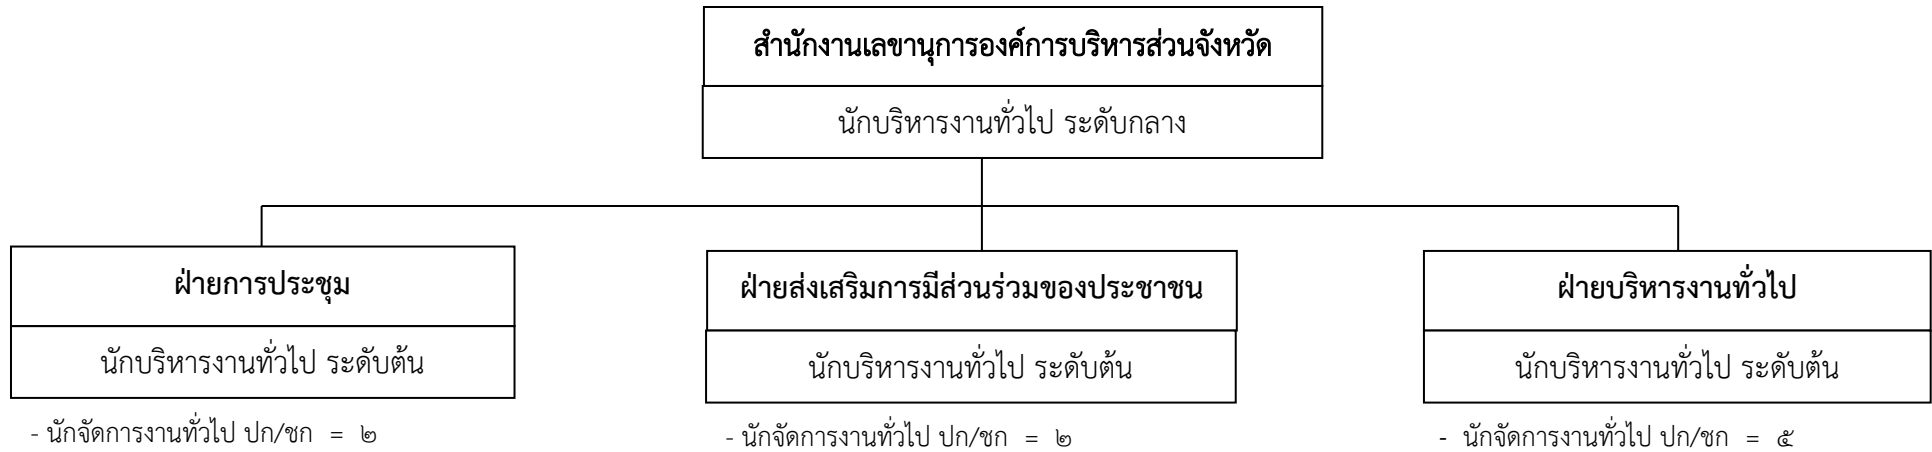 สำนักงานเลขานุการองค์การบริหารส่วนจังหวัด
นักบริหารงานทั่วไป ระดับกลาง
ฝ่ายการประชุม
นักบริหารงานทั่วไป ระดับต้น
- นักจัดการงานทั่วไป ปก/ชก = ๒
ฝ่ายส่งเสริมการมีส่วนร่วมของประชาชน
นักบริหารงานทั่วไป ระดับต้น
- นักจัดการงานทั่วไป ปก/ชก = ๒
ฝ่ายบริหารงานทั่วไป
นักบริหารงานทั่วไป ระดับต้น
- นักจัดการงานทั่วไป ปก/ชก = ๕